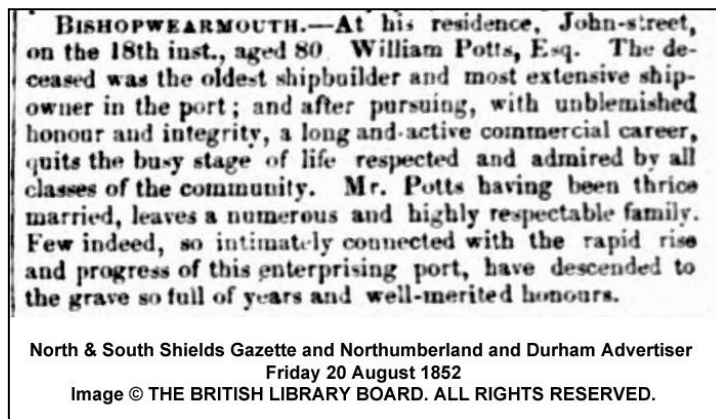 BISHOPWEARMOUTH.—At his residence, John-street,
on the 18th inst., aged 80 William Potts, Esq. The de-
ceased was the oldest shipbuilder and most extensive ship-
owner in the port; and after pursuing, with unblemished
honour and integrity, a long and active commercial career,
quits the busy stage of life respected and admired by all
classes of the community. Mr. Potts having been thrice
married, leaves a numerous and highly respectable family.
Few indeed, so intimately connected with the rapid rise
and progress of this enterprising port, have descended to
the grave so full of years and well-merited honours.
North & South Shields Gazette and Northumberland and Durham Advertiser
Friday 20 August 1852
Image © THE BRITISH LIBRARY BOARD. ALL RIGHTS RESERVED.